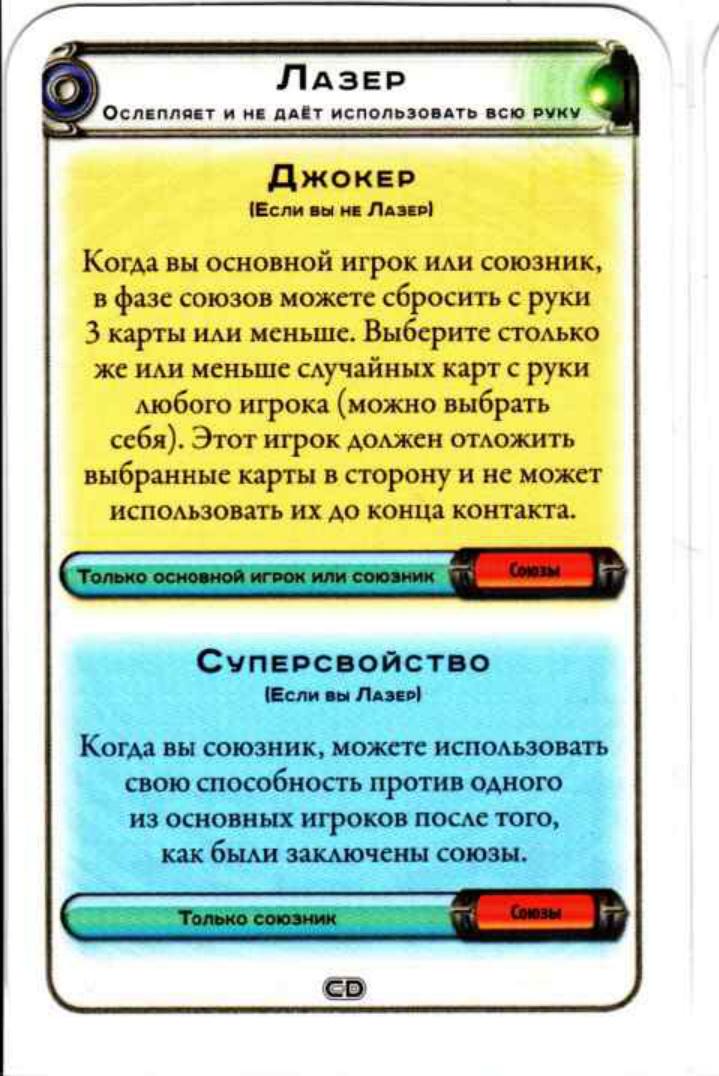 Лазер
Ослепляет и не даёт использовать всю руку
Джокер
(Если вы не Лазер)
Когда вы основной игрок или союзник,
в фазе союзов можете сбросить с руки
3 карты или меньше. Выберите столько
же или меньше случайных карт с руки
любого игрока (можно выбрать
себя). Этот игрок должен отложить
выбранные карты в сторону и не может
использовать их до конца контакта.
Только основной игрок или союзник Союзы
Суперсвойство
(Если вы Лазер)
Когда вы союзник, можете использовать
свою способность против одного
из основных игроков после того,
как были заключены союзы.
Только союзник Союзы
CD